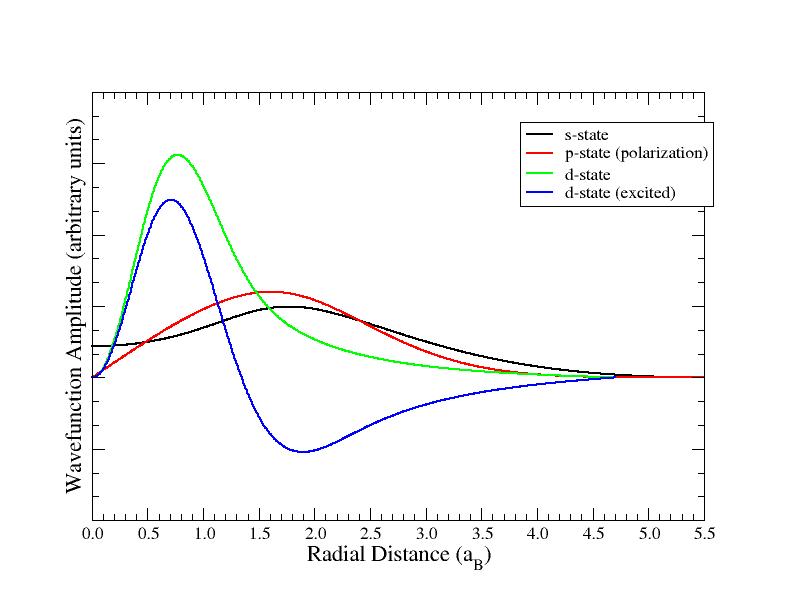 s-state
p-state (polarization)
d-state
d-state (excited)
Wavefunction Amplitude (arbitrary units)
0.0 0.5 1.0 1.5 2.0 2.5 3.0 3.5 4.0 4.5 5.0 5.5
Radial Distance (a_B)